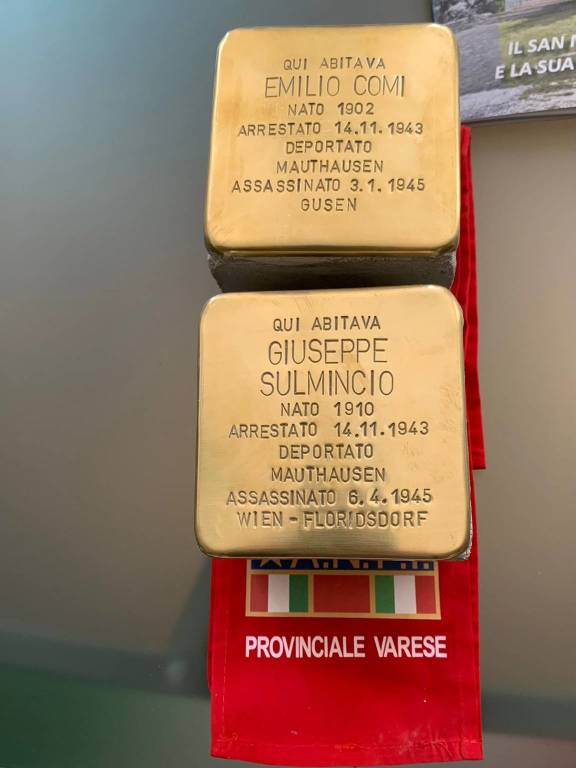 IL SAN
E LA SUA
QUI ABITAVA
EMILIO COMI
NATO 1902
ARRESTATO 14.11.1943
DEPORTATO
MAUTHAUSEN
ASSASSINATO 3.1.1945
GUSEN
QUI ABITAVA
GIUSEPPE
SULMINCIO
NATO 1910
ARRESTATO 14.11.1943
DEPORTATO
MAUTHAUSEN
ASSASSINATO 6.4.1945
WIEN-FLORIDSDORF
A.N.P.I.
PROVINCIALE VARESE